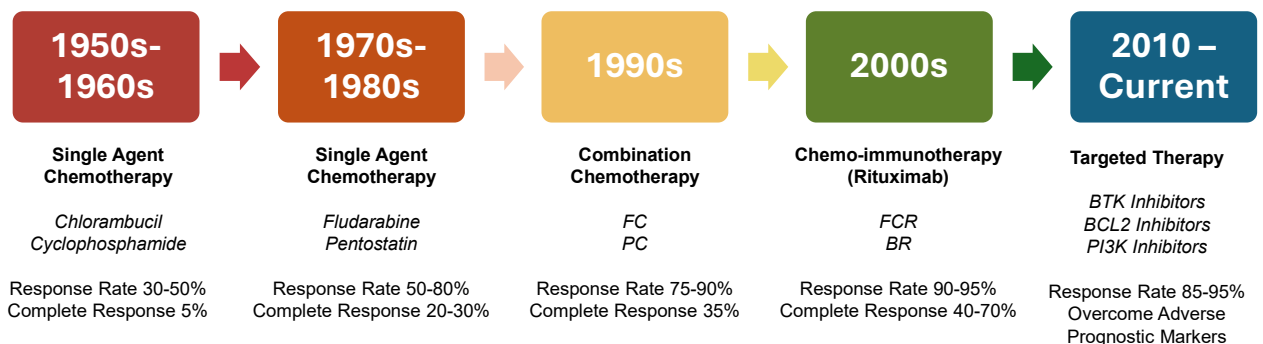 1950s-
1960s
1970s-
1980s
1990s
2000s
2010 –
Current
Single Agent
Chemotherapy
Chlorambucil
Cyclophosphamide
Response Rate 30-50%
Complete Response 5%
Single Agent
Chemotherapy
Fludarabine
Pentostatin
Response Rate 50-80%
Complete Response 20-30%
Combination
Chemotherapy
FC
PC
Response Rate 75-90%
Complete Response 35%
Chemo-immunotherapy
(Rituximab)
FCR
BR
Response Rate 90-95%
Complete Response 40-70%
Targeted Therapy
BTK Inhibitors
BCL2 Inhibitors
PI3K Inhibitors
Response Rate 85-95%
Overcome Adverse
Prognostic Markers